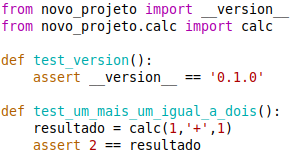 from novo_projeto import __version__
from novo_projeto.calc import calc
def test_version():
    assert __version__ == '0.1.0'
def test_um_mais_um_igual_a_dois():
    resultado = calc(1,'+',1)
    assert 2 == resultado